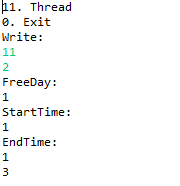 11. Thread
0. Exit
Write:
11
2
FreeDay:
1
StartTime:
1
EndTime:
1
3